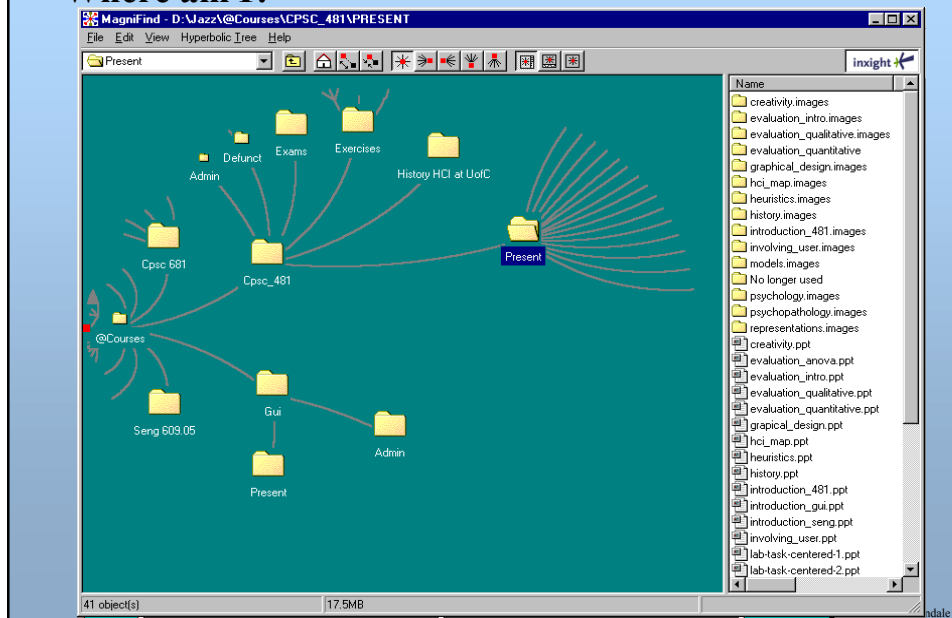 Where am I?
MagniFind - D:\Jazz\@Courses\CPSC_481\PRESENT
File Edit View Hyperbolic Tree Help
Present
inxight
Name
creativity.images
evaluation_intro.images
evaluation_qualitative.images
evaluation_quantitative
graphical_design.images
hci_map.images
heuristics.images
history.images
introduction_481.images
involving_user.images
models.images
No longer used
psychology.images
psychopathology.images
representations.images
creativity.ppt
evaluation_anova.ppt
evaluation_intro.ppt
evaluation_qualitative.ppt
evaluation_quantitative.ppt
grapical_design.ppt
hci_map.ppt
heuristics.ppt
history.ppt
introduction_481.ppt
introduction_gui.ppt
introduction_seng.ppt
involving_user.ppt
lab-task-centered-1.ppt
lab-task-centered-2.ppt
Admin
Defunct
Exams
Exercises
History HCI at UofC
Cpsc 681
Cpsc_481
Present
@Courses
Seng 609.05
Gui
Admin
Present
41 object(s)
17.5MB
ndale